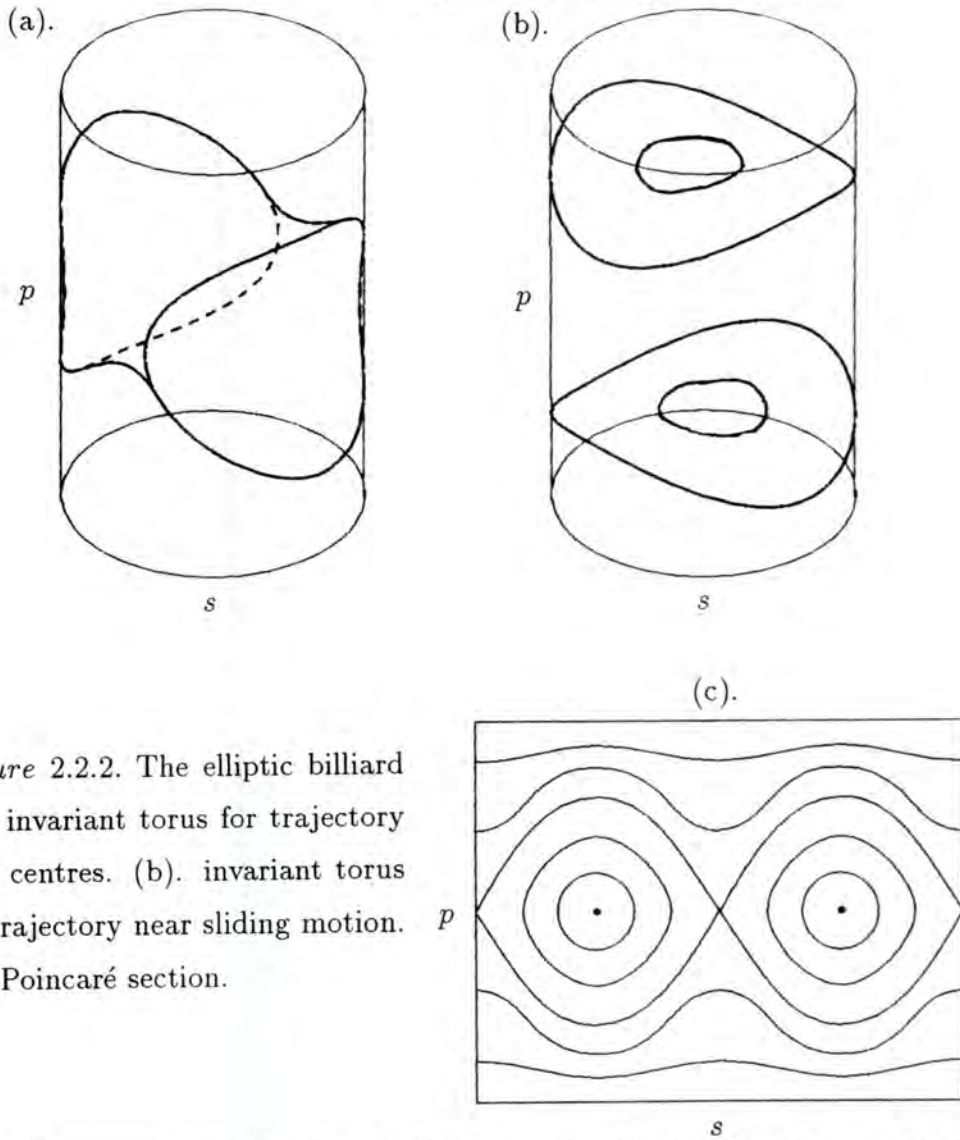 (a).
(b).
p
p
s
s
(c).
ure 2.2.2. The elliptic billiard
invariant torus for trajectory
centres. (b). invariant torus
rajectory near sliding motion.
Poincaré section.
p
s